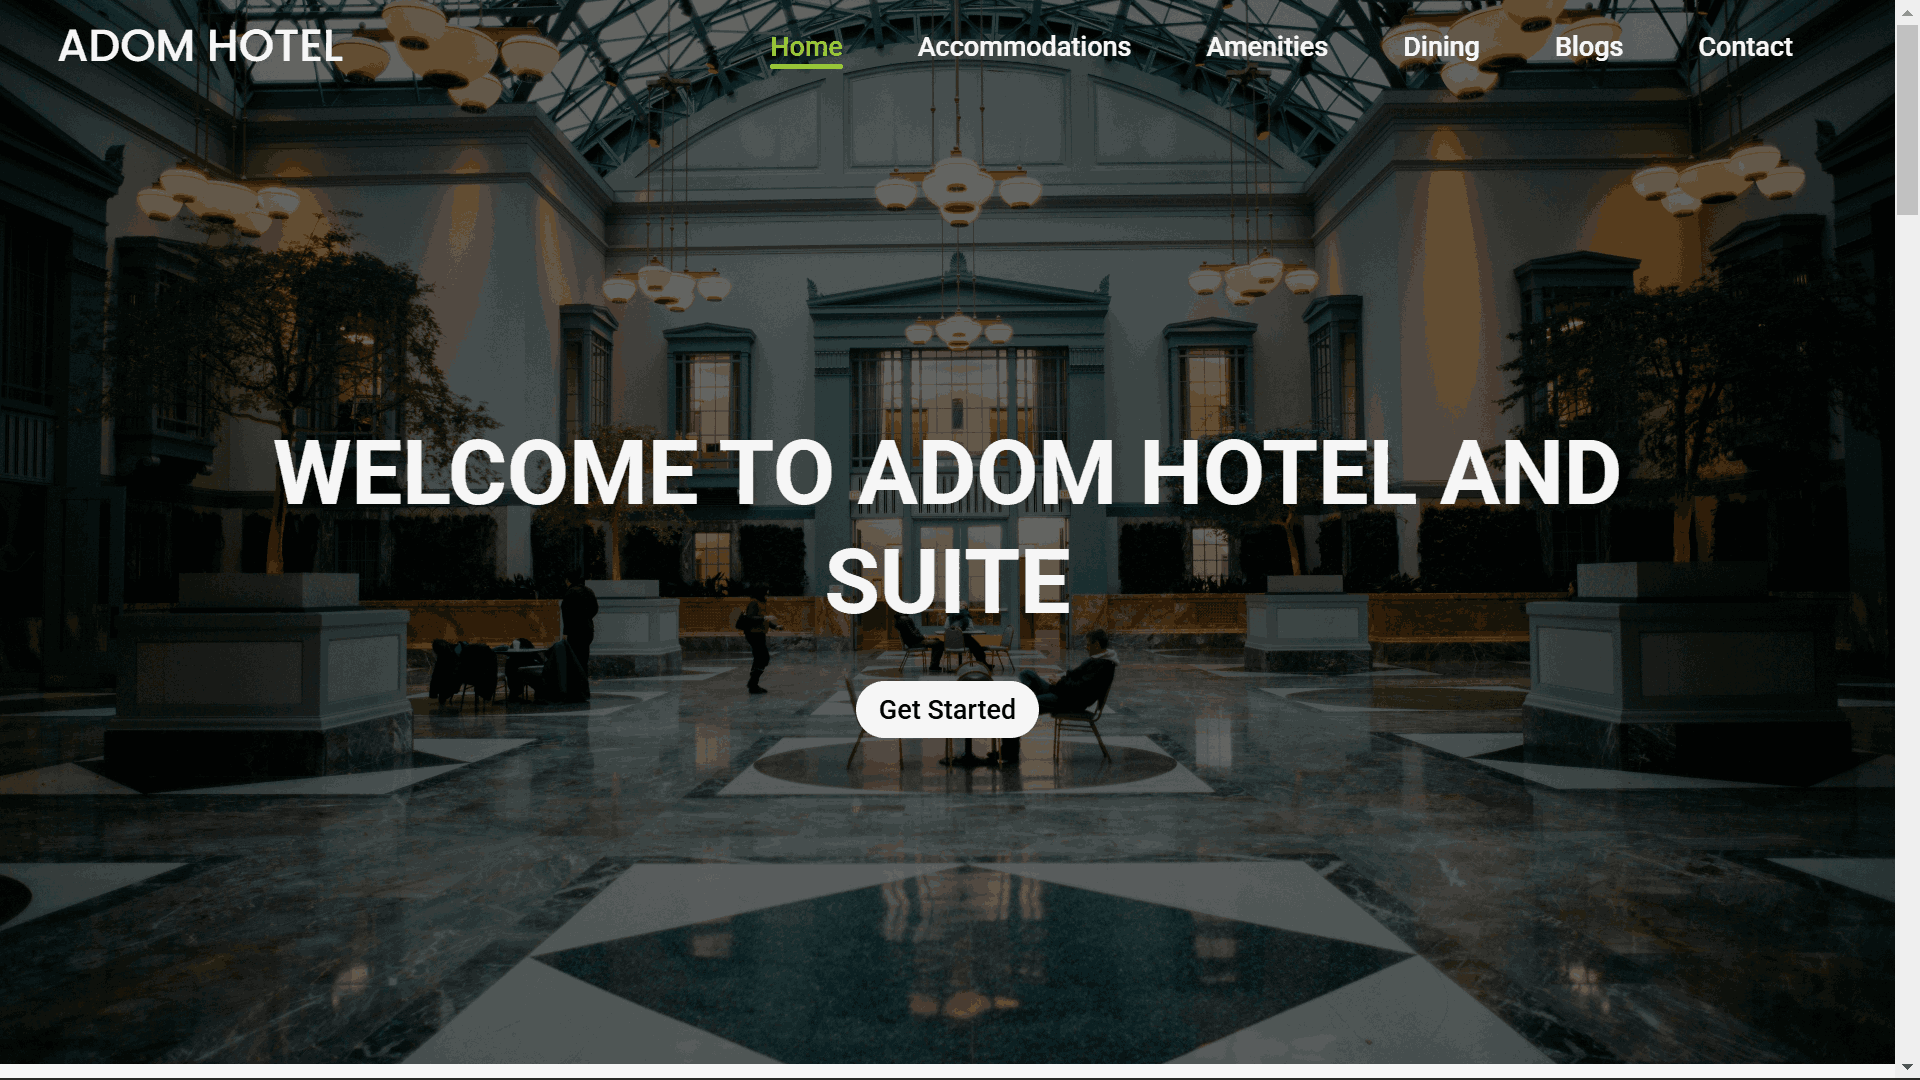 ADOM HOTEL
Home Accommodations Amenities Dining Blogs Contact
WELCOME TO ADOM HOTEL AND
SUITE
Get Started